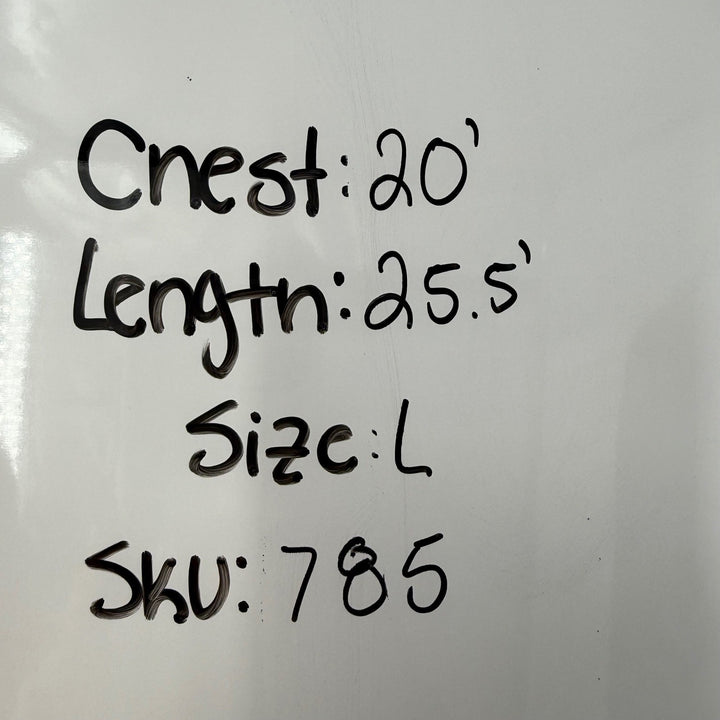 Chest: 20'
Length: 25.5'
Size: L
SKU: 785